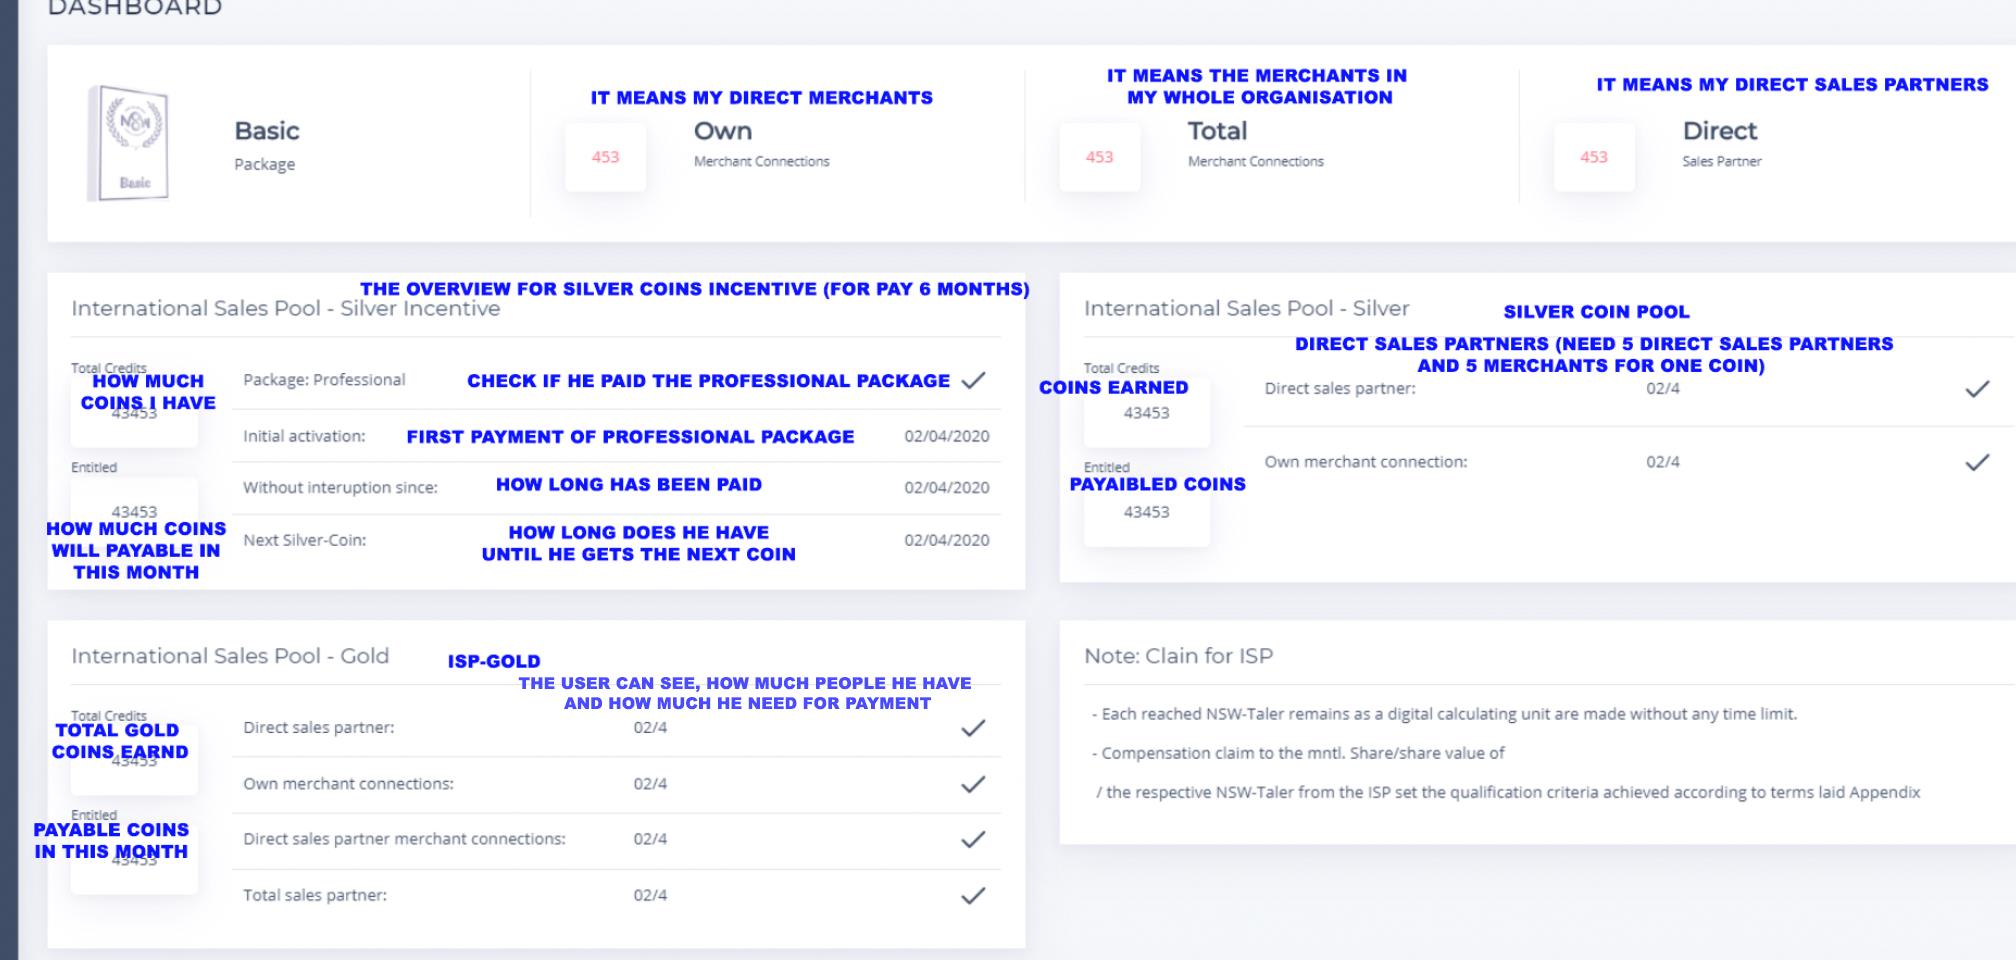 DASHBOARD
NSW
Basic
Basic
Package
IT MEANS MY DIRECT MERCHANTS
453
Own
Merchant Connections
IT MEANS THE MERCHANTS IN
MY WHOLE ORGANISATION
453
Total
Merchant Connections
IT MEANS MY DIRECT SALES PARTNERS
453
Direct
Sales Partner
THE OVERVIEW FOR SILVER COINS INCENTIVE (FOR PAY 6 MONTHS)
International Sales Pool - Silver Incentive
Total Credits
HOW MUCH
COINS I HAVE
43453
Entitled
43453
HOW MUCH COINS
WILL PAYABLE IN
THIS MONTH
Package: Professional
CHECK IF HE PAID THE PROFESSIONAL PACKAGE
Initial activation:
FIRST PAYMENT OF PROFESSIONAL PACKAGE
02/04/2020
Without interuption since:
HOW LONG HAS BEEN PAID
02/04/2020
Next Silver-Coin:
HOW LONG DOES HE HAVE
UNTIL HE GETS THE NEXT COIN
02/04/2020
International Sales Pool - Silver
SILVER COIN POOL
DIRECT SALES PARTNERS (NEED 5 DIRECT SALES PARTNERS
AND 5 MERCHANTS FOR ONE COIN)
Total Credits
COINS EARNED
43453
Entitled
PAYAIBLED COINS
43453
Direct sales partner:
02/4
Own merchant connection:
02/4
International Sales Pool - Gold
ISP-GOLD
THE USER CAN SEE, HOW MUCH PEOPLE HE HAVE
AND HOW MUCH HE NEED FOR PAYMENT
Total Credits
TOTAL GOLD
COINS EARND
43453
Entitled
PAYABLE COINS
IN THIS MONTH
43453
Direct sales partner:
02/4
Own merchant connections:
02/4
Direct sales partner merchant connections:
02/4
Total sales partner:
02/4
Note: Clain for ISP
- Each reached NSW-Taler remains as a digital calculating unit are made without any time limit.
- Compensation claim to the mntl. Share/share value of
/ the respective NSW-Taler from the ISP set the qualification criteria achieved according to terms laid Appendix